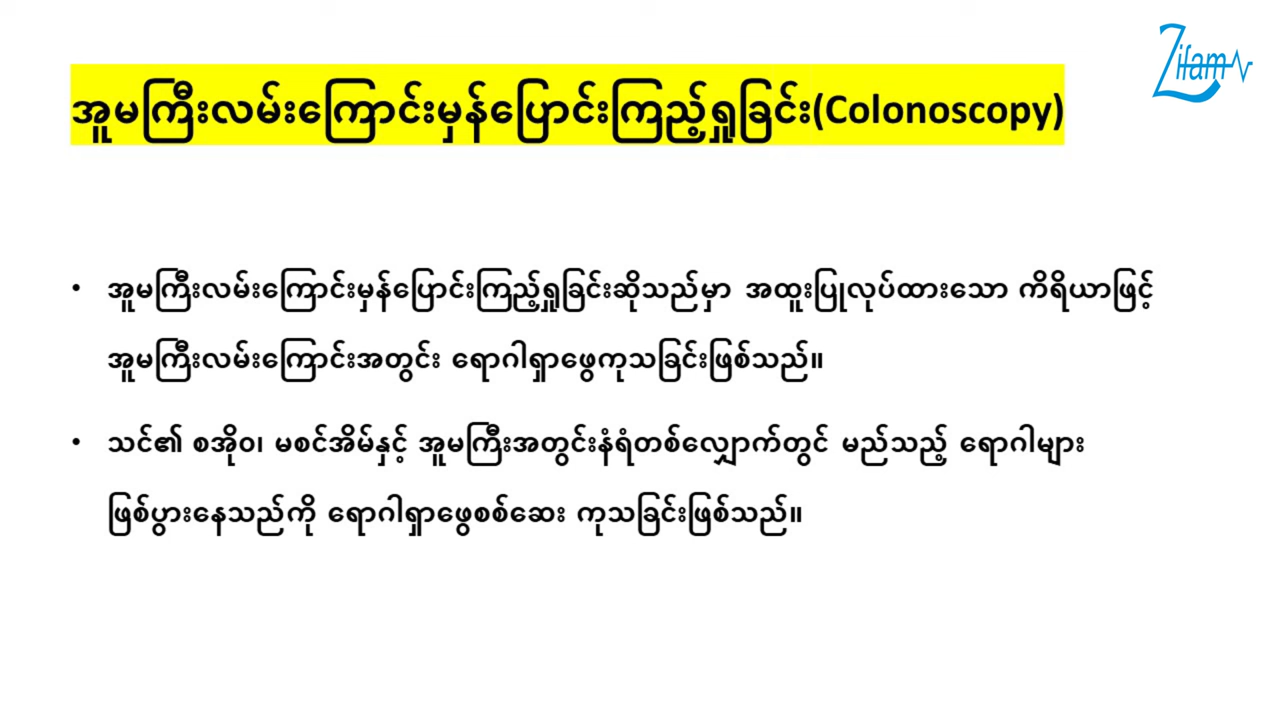 Zifam
အူမကြီးလမ်းကြောင်းမှန်ပြောင်းကြည့်ရှုခြင်း(Colonoscopy)
• အူမကြီးလမ်းကြောင်းမှန်ပြောင်းကြည့်ရှုခြင်းဆိုသည်မှာ အထူးပြုလုပ်ထားသော ကိရိယာဖြင့်
အူမကြီးလမ်းကြောင်းအတွင်း ရောဂါရှာဖွေကုသခြင်းဖြစ်သည်။
• သင်၏ စအိုဝ၊ မစင်အိမ်နှင့် အူမကြီးအတွင်းနံရံတစ်လျှောက်တွင် မည်သည့် ရောဂါများ
ဖြစ်ပွားနေသည်ကို ရောဂါရှာဖွေစစ်ဆေး ကုသခြင်းဖြစ်သည်။